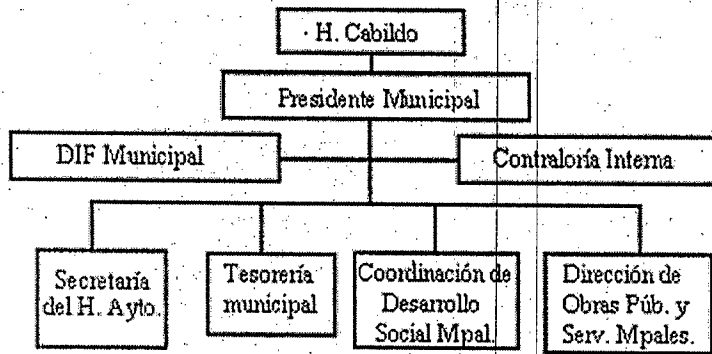 H. Cabildo
Presidente Municipal
DIF Municipal
Contraloría Interna
Secretaría
del H. Ayto.
Tesorería
municipal
Coordinación de
Desarrollo
Social Mpal.
Dirección de
Obras Púb. y
Serv. Mpales.